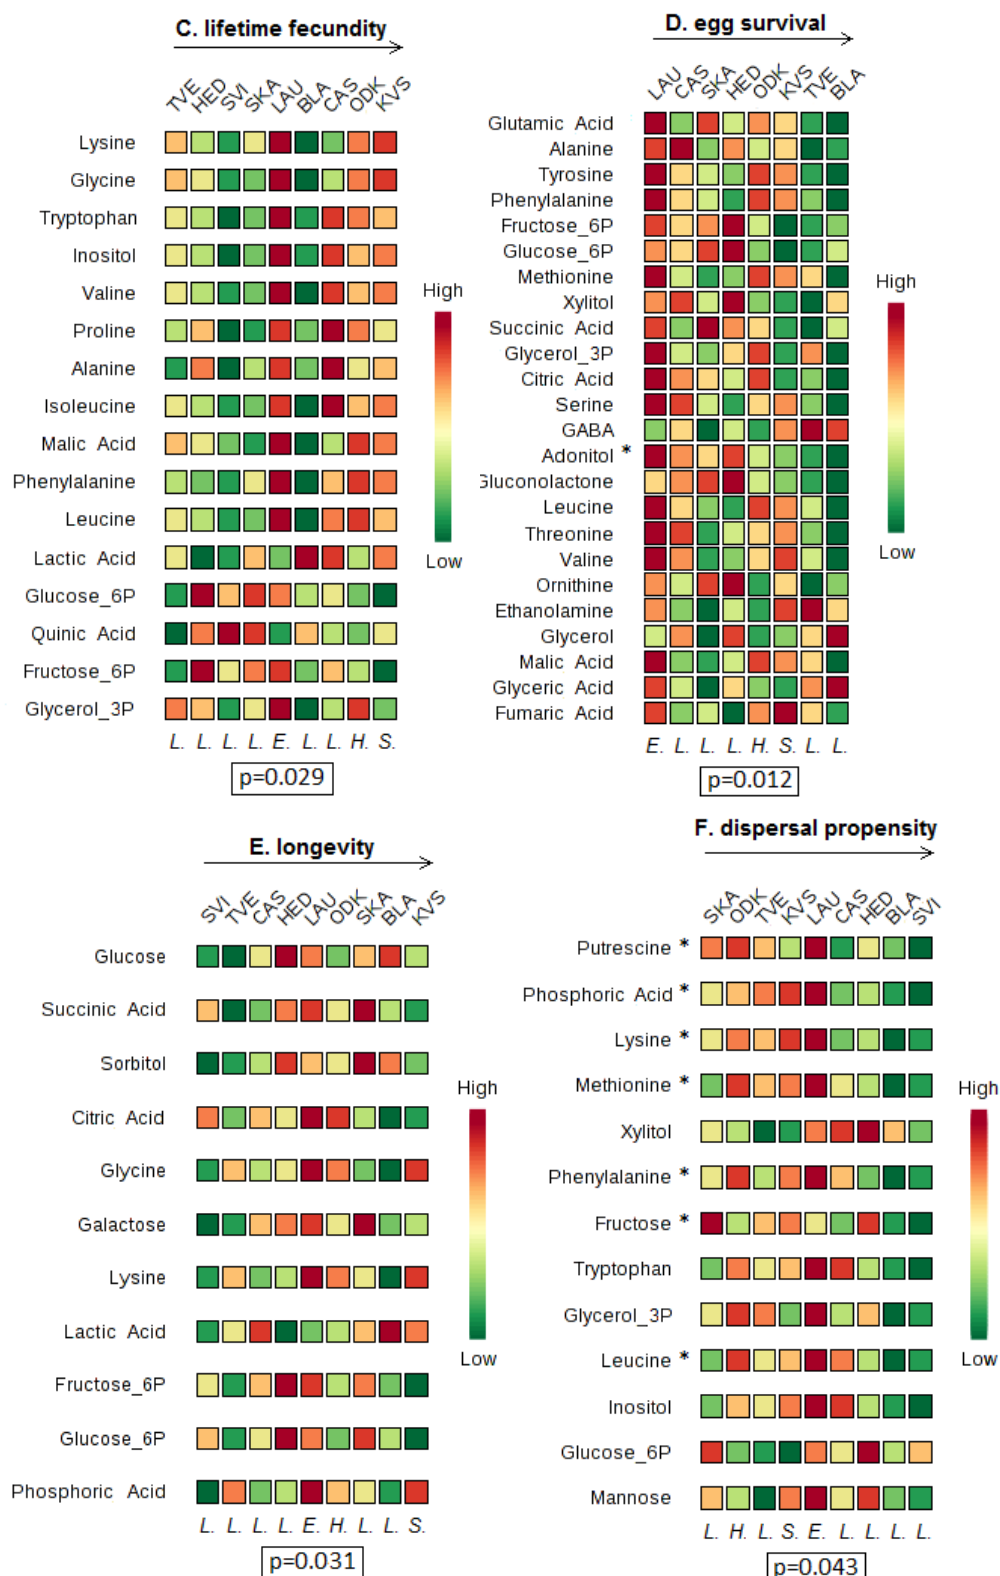 C. lifetime fecundity
TVE HED SVI SKA LAU BLA CAS ODK KVS
Lysine
Glycine
Tryptophan
Inositol
Valine
Proline
Alanine
Isoleucine
Malic Acid
Phenylalanine
Leucine
Lactic Acid
Glucose_6P
Quinic Acid
Fructose_6P
Glycerol_3P
High
Low
L. L. L. L. E. L. L. H. S.
p=0.029
D. egg survival
LAU CAS SKA HED ODK KVS TVE BLA
Glutamic Acid
Alanine
Tyrosine
Phenylalanine
Fructose_6P
Glucose_6P
Methionine
Xylitol
Succinic Acid
Glycerol_3P
Citric Acid
Serine
GABA
Adonitol *
Gluconolactone
Leucine
Threonine
Valine
Ornithine
Ethanolamine
Glycerol
Malic Acid
Glyceric Acid
Fumaric Acid
High
Low
E. L. L. L. H. S. L. L.
p=0.012
E. longevity
SVI TVE CAS HED LAU ODK SKA BLA KVS
Glucose
Succinic Acid
Sorbitol
Citric Acid
Glycine
Galactose
Lysine
Lactic Acid
Fructose_6P
Glucose_6P
Phosphoric Acid
High
Low
L. L. L. L. E. H. L. L. S.
p=0.031
F. dispersal propensity
SKA ODK TVE KVS LAU CAS HED BLA SVI
Putrescine *
Phosphoric Acid *
Lysine *
Methionine *
Xylitol
Phenylalanine *
Fructose *
Tryptophan
Glycerol_3P
Leucine *
Inositol
Glucose_6P
Mannose
High
Low
L. H. L. S. E. L. L. L. L.
p=0.043